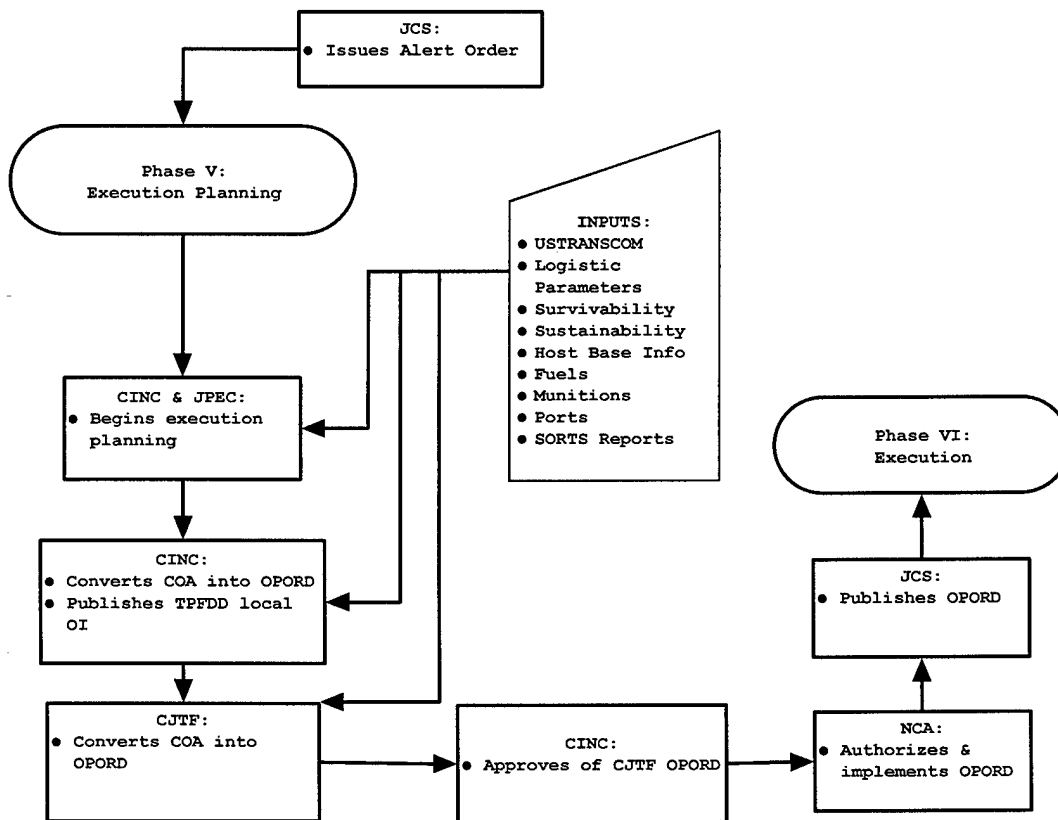 JCS:
● Issues Alert Order
Phase V:
Execution Planning
INPUTS:
● USTRANSCOM
● Logistic
Parameters
● Survivability
● Sustainability
● Host Base Info
● Fuels
● Munitions
● Ports
● SORTS Reports
CINC & JPEC:
● Begins execution
planning
CINC:
● Converts COA into OPORD
● Publishes TPFDD local
OI
CJTF:
● Converts COA into
OPORD
CINC:
● Approves of CJTF OPORD
NCA:
● Authorizes &
implements OPORD
JCS:
● Publishes OPORD
Phase VI:
Execution